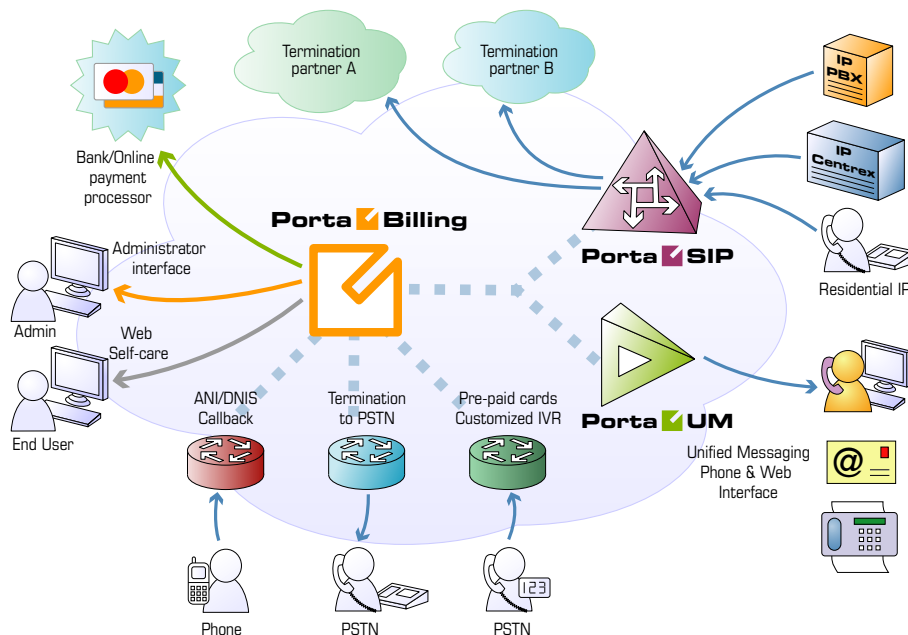 Termination
partner A
Termination
partner B
IP
PBX
Bank/Online
payment
processor
IP
Centrex
Porta Billing
Porta SIP
Administrator
interface
Residential IP
Admin
Web
Self-care
End User
ANI/DNIS
Callback
Termination
to PSTN
Pre-paid cards
Customized IVR
Porta UM
Unified Messaging
Phone & Web
Interface
@
123
Phone
PSTN
PSTN